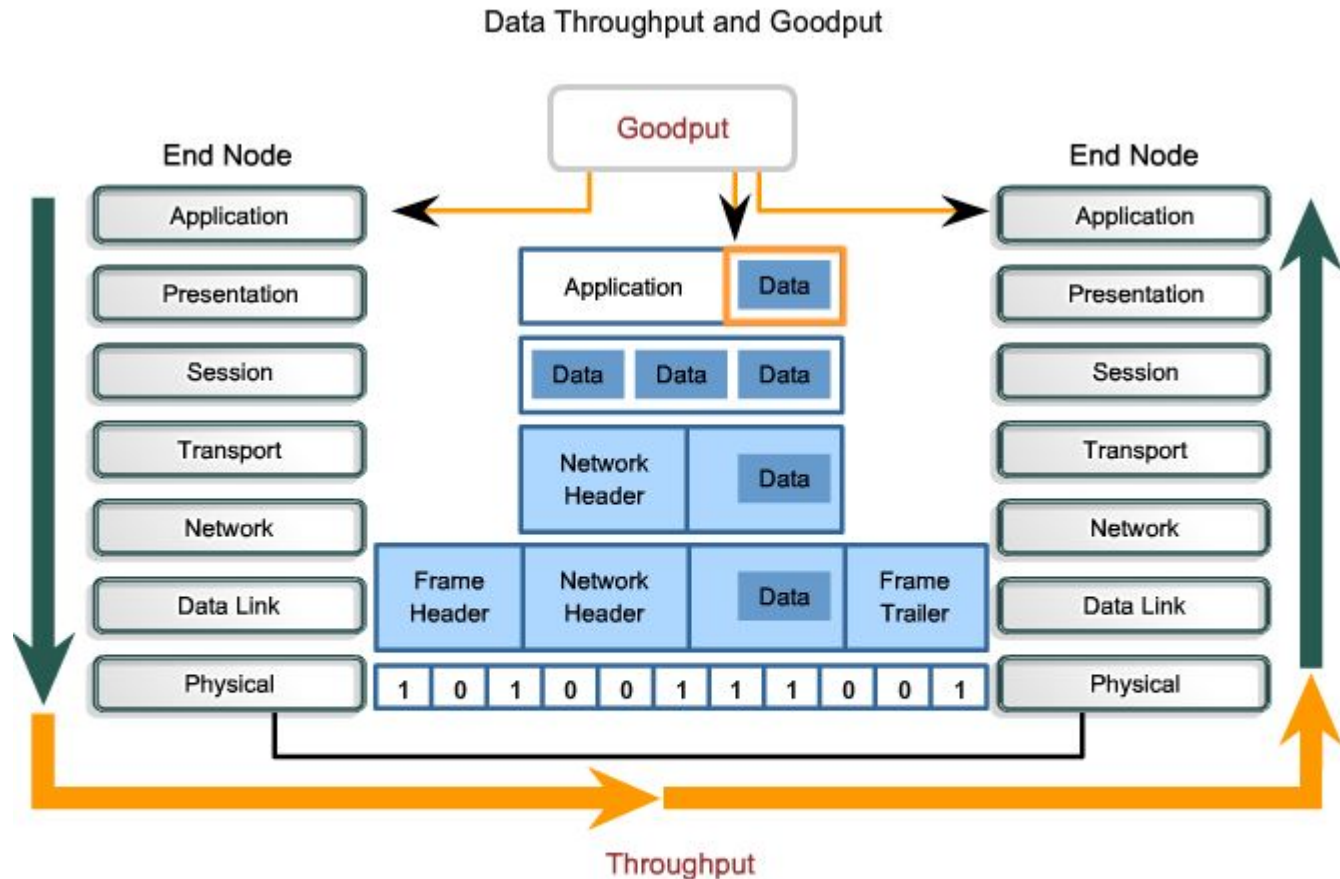 Data Throughput and Goodput
Goodput
End Node
End Node
Application
Application
Presentation
Presentation
Session
Session
Transport
Transport
Network
Network
Data Link
Data Link
Physical
Physical
Application
Data
Data Data Data
Network
Header
Data
Frame
Header
Network
Header
Data
Frame
Trailer
1 0 1 0 0 1 1 1 0 0 1
Throughput